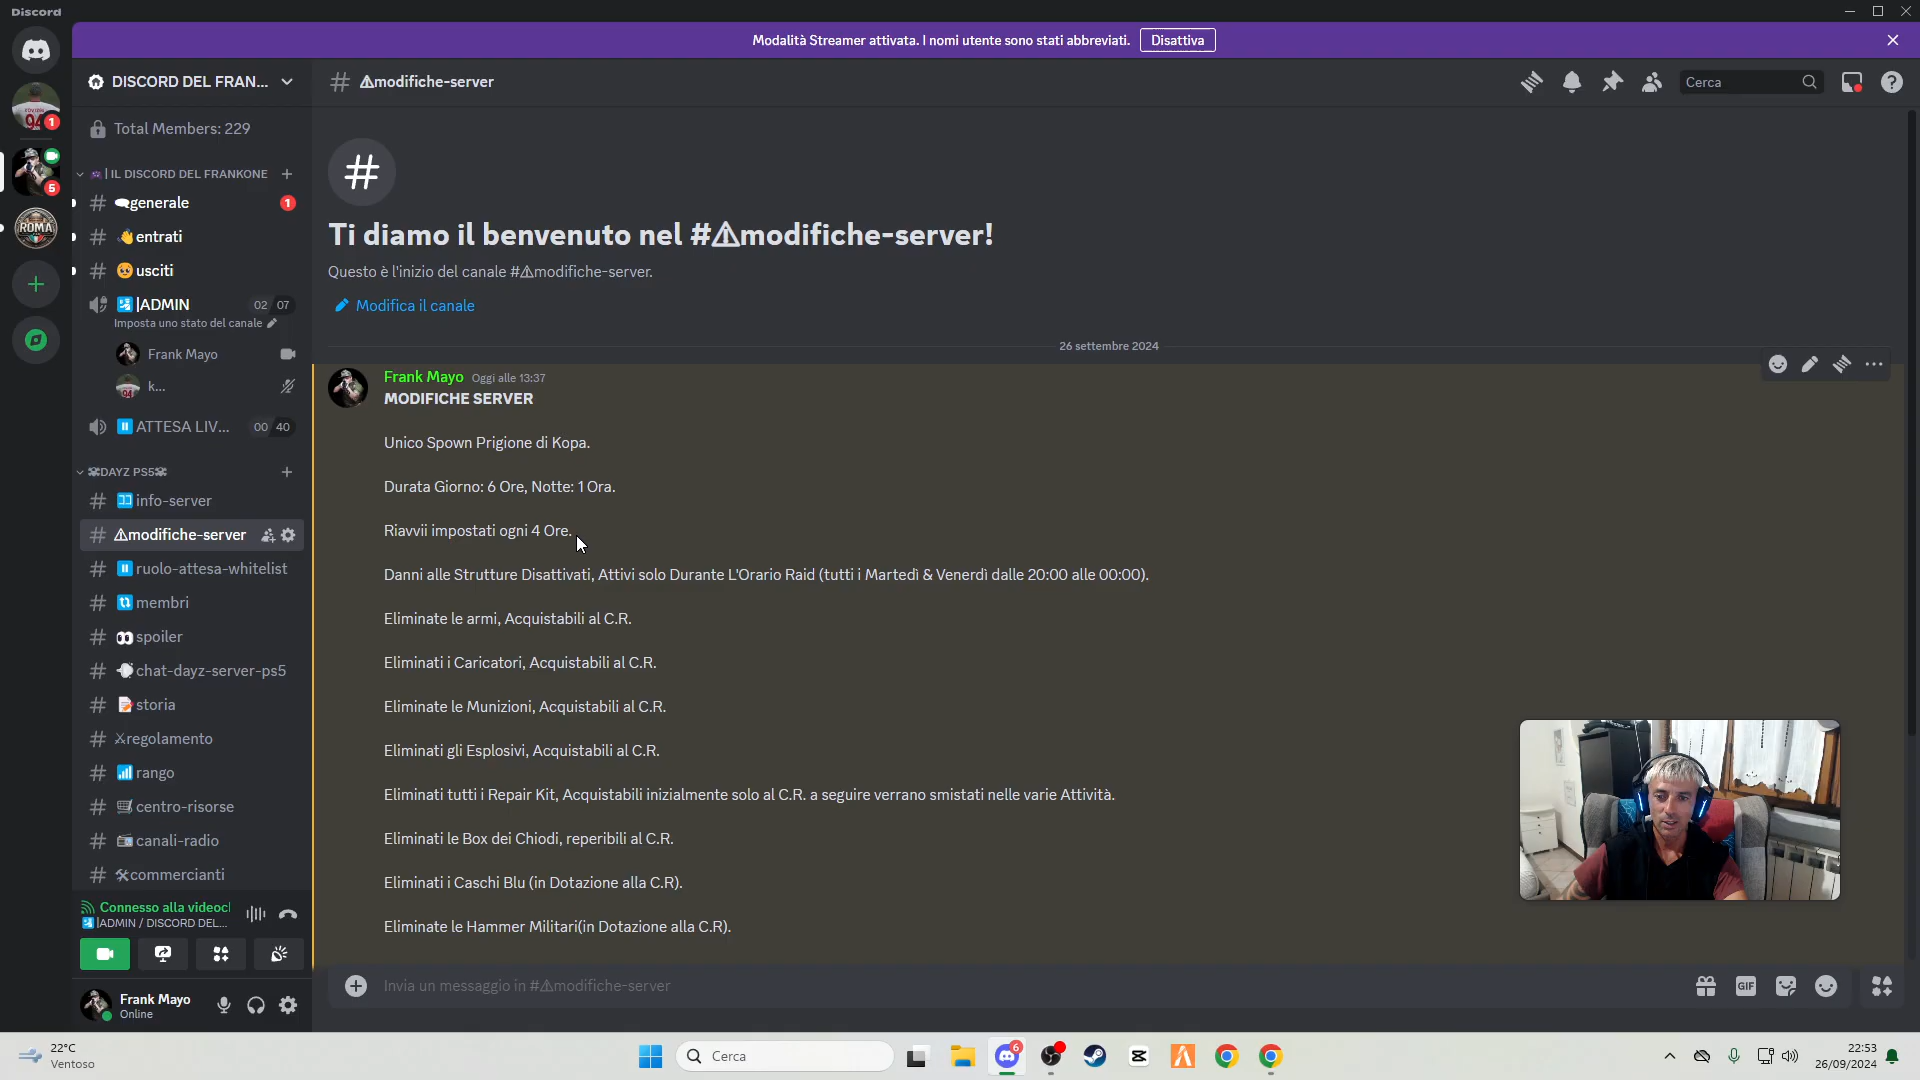 Discord
Modalità Streamer attivata. I nomi utente sono stati abbreviati.
Disattiva
DISCORD DEL FRAN...
⚠modifiche-server
Cerca
Total Members: 229
1
5
ROMA
| IL DISCORD DEL FRANKONE
generale
1
entrati
usciti
|ADMIN
02 07
Imposta uno stato del canale
Frank Mayo
k...
ATTESA LIV...
00 40
DAYZ PS5
info-server
⚠modifiche-server
ruolo-attesa-whitelist
membri
spoiler
chat-dayz-server-ps5
storia
⚔regolamento
rango
centro-risorse
canali-radio
🛠commercianti
Connesso alla videoc
|ADMIN / DISCORD DEL...
Frank Mayo
Online
Ti diamo il benvenuto nel #⚠modifiche-server!
Questo è l'inizio del canale #⚠modifiche-server.
Modifica il canale
26 settembre 2024
Frank Mayo Oggi alle 13:37
MODIFICHE SERVER
Unico Spown Prigione di Kopa.
Durata Giorno: 6 Ore, Notte: 1 Ora.
Riavvii impostati ogni 4 Ore.
Danni alle Strutture Disattivati, Attivi solo Durante L'Orario Raid (tutti i Martedì & Venerdì dalle 20:00 alle 00:00).
Eliminate le armi, Acquistabili al C.R.
Eliminati i Caricatori, Acquistabili al C.R.
Eliminate le Munizioni, Acquistabili al C.R.
Eliminati gli Esplosivi, Acquistabili al C.R.
Eliminati tutti i Repair Kit, Acquistabili inizialmente solo al C.R. a seguire verrano smistati nelle varie Attività.
Eliminati le Box dei Chiodi, reperibili al C.R.
Eliminati i Caschi Blu (in Dotazione alla C.R).
Eliminate le Hammer Militari(in Dotazione alla C.R).
Invia un messaggio in #⚠modifiche-server
GIF
22°C
Ventoso
Cerca
6
22:53
26/09/2024